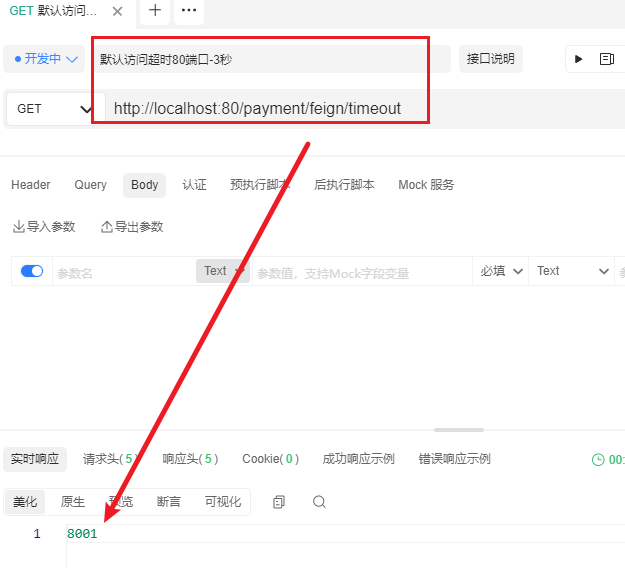 GET 默认访问...
开发中
默认访问超时80端口-3秒
接口说明
GET
http://localhost:80/payment/feign/timeout
Header Query Body 认证 预执行脚本 后执行脚本 Mock 服务
导入参数 导出参数
参数名 Text 参数值，支持Mock字段变量 必填 Text
实时响应 请求头( 5 ) 响应头( 5 ) Cookie( 0 ) 成功响应示例 错误响应示例 00:
美化 原生 预览 断言 可视化
1 8001